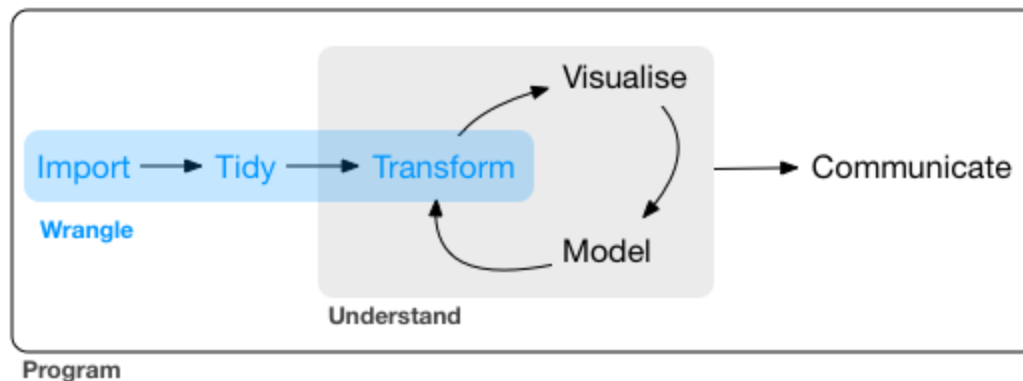 Visualise
Import Tidy Transform Communicate
Wrangle
Model
Understand
Program